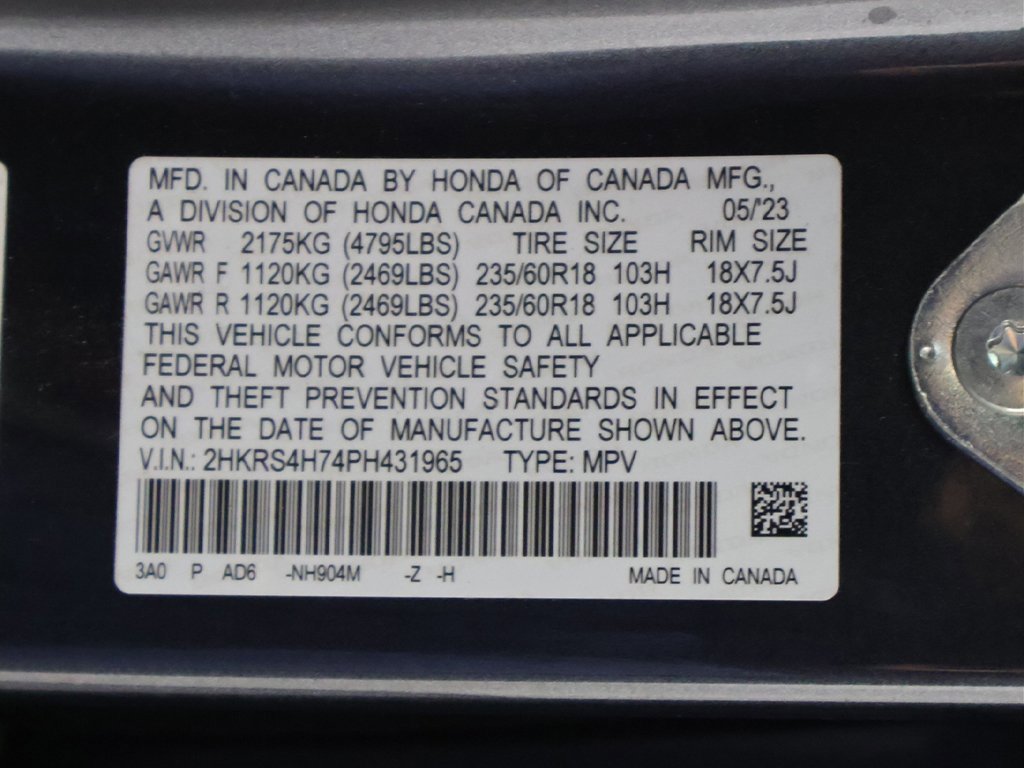 MFD. IN CANADA BY HONDA OF CANADA MFG.,
A DIVISION OF HONDA CANADA INC. 05/'23
GVWR 2175KG (4795LBS) TIRE SIZE RIM SIZE
GAWR F 1120KG (2469LBS) 235/60R18 103H 18X7.5J
GAWR R 1120KG (2469LBS) 235/60R18 103H 18X7.5J
THIS VEHICLE CONFORMS TO ALL APPLICABLE
FEDERAL MOTOR VEHICLE SAFETY
AND THEFT PREVENTION STANDARDS IN EFFECT
ON THE DATE OF MANUFACTURE SHOWN ABOVE.
V.I.N.: 2HKRS4H74PH431965 TYPE: MPV
3A0 P AD6 -NH904M -Z -H MADE IN CANADA